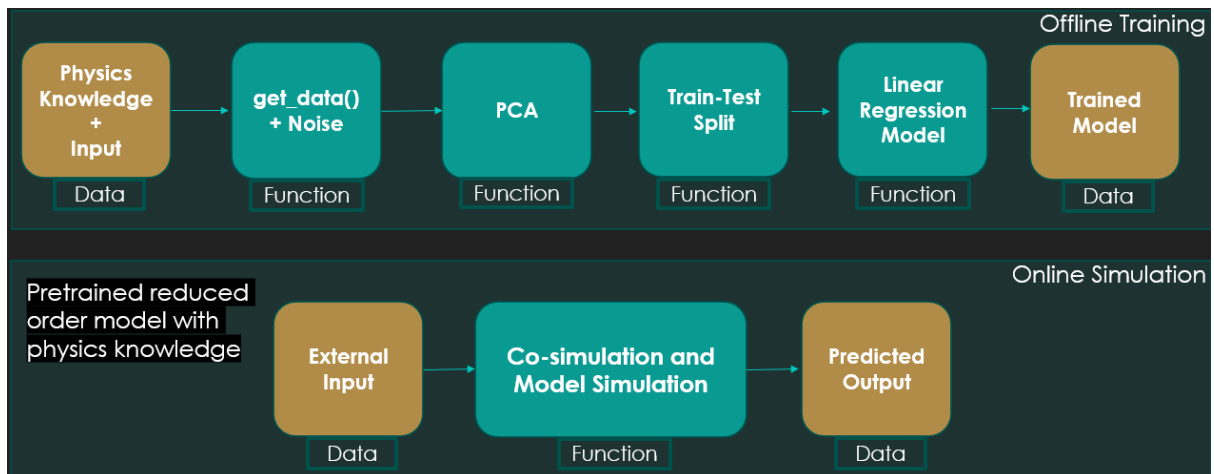 Offline Training
Physics
Knowledge
+
Input
Data
get_data()
+ Noise
Function
PCA
Function
Train-Test
Split
Function
Linear
Regression
Model
Function
Trained
Model
Data
Online Simulation
Pretrained reduced
order model with
physics knowledge
External
Input
Data
Co-simulation and
Model Simulation
Function
Predicted
Output
Data